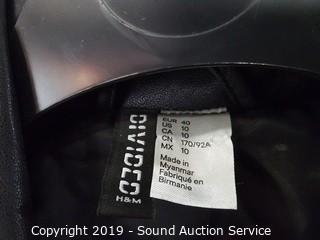 DIVIDED
H&M
EUR 40
US 10
CA 10
CN 170/92A
MX 10
Made in
Myanmar
Fabriqué en
Birmanie
Copyright 2019 - Sound Auction Service